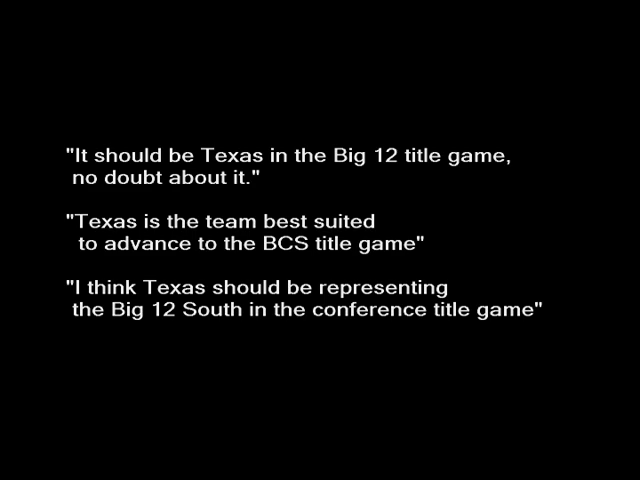 "It should be Texas in the Big 12 title game,
no doubt about it."
"Texas is the team best suited
to advance to the BCS title game"
"I think Texas should be representing
the Big 12 South in the conference title game"